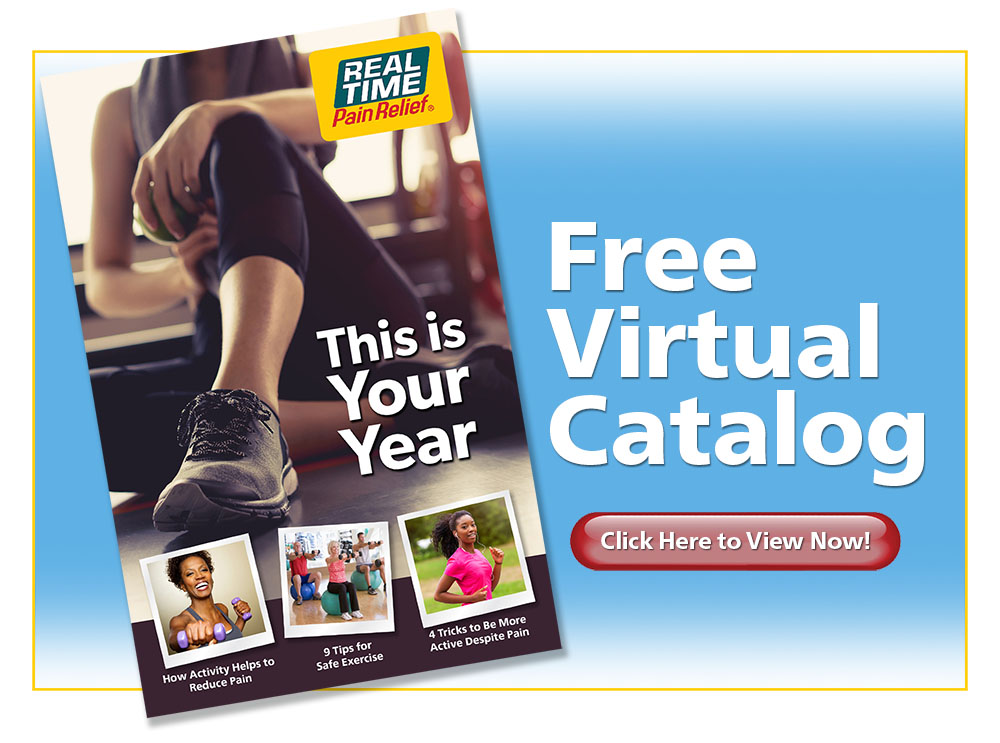 REAL
TIME
Pain Relief®
This is
Your
Year
How Activity Helps to
Reduce Pain
9 Tips for
Safe Exercise
4 Tricks to Be More
Active Despite Pain
Free
Virtual
Catalog
Click Here to View Now!